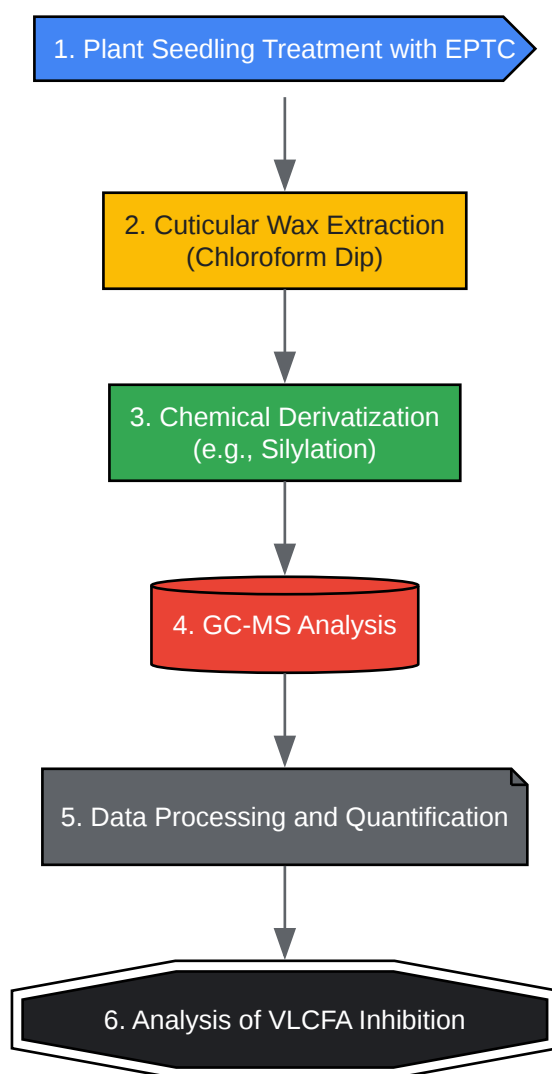 1. Plant Seedling Treatment with EPTC
2. Cuticular Wax Extraction
(Chloroform Dip)
3. Chemical Derivatization
(e.g., Silylation)
4. GC-MS Analysis
5. Data Processing and Quantification
6. Analysis of VLCFA Inhibition